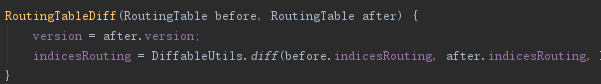 RoutingTableDiff(RoutingTable before, RoutingTable after) {
version = after.version;
indicesRouting = DiffableUtils.diff(before.indicesRouting, after.indicesRouting,
}